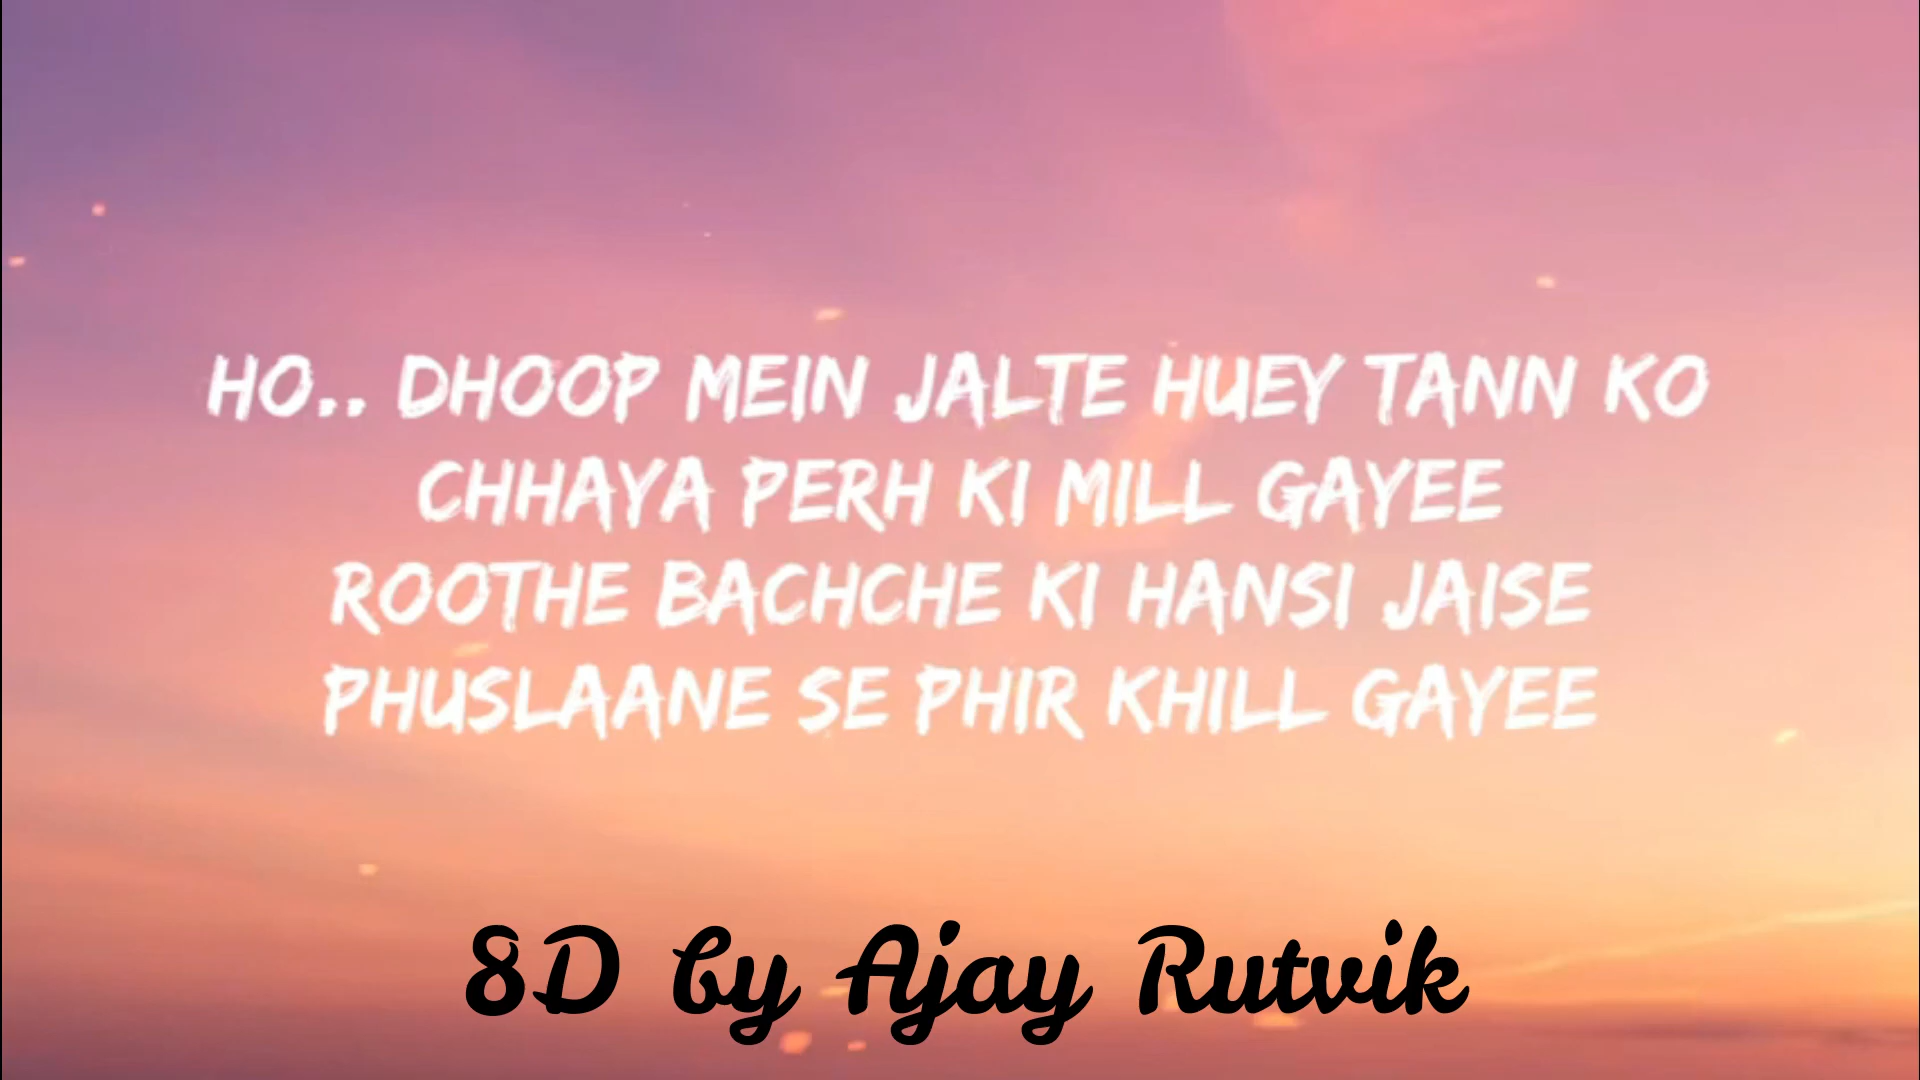 HO.. DHOOP MEIN JALTE HUEY TANN KO
CHHAYA PERH KI MILL GAYEE
ROOTHE BACHCHE KI HANSI JAISE
PHUSLAANE SE PHIR KHILL GAYEE
8D by Ajay Rutvik